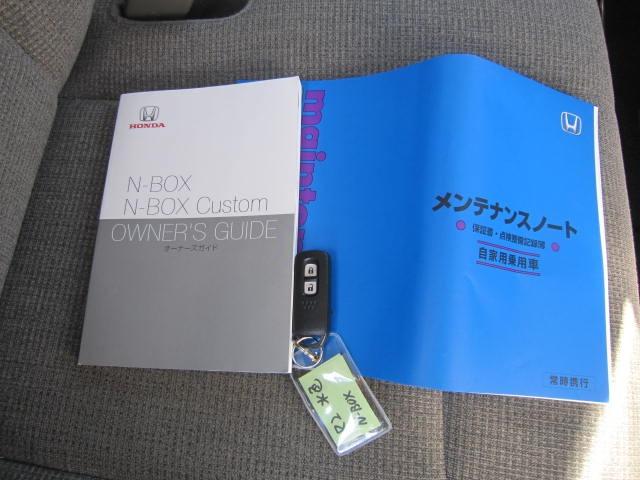 HONDA
N-BOX
N-BOX Custom
OWNER'S GUIDE
オーナーズガイド
mainten
メンテナンスノート
保証書・点検整備記録簿
自家用乗用車
常時携行
N-BOX